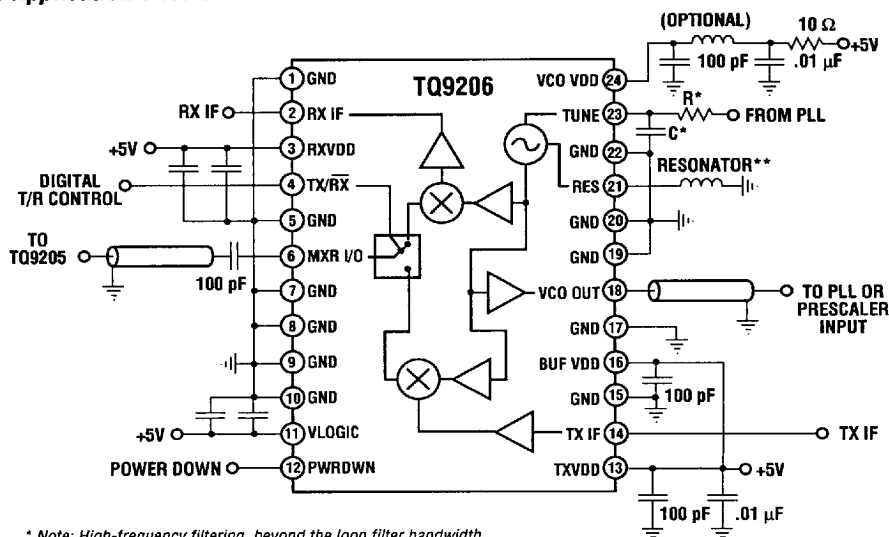 (OPTIONAL)
10 Ω
+5V
100 pF
.01 µF
TQ9206
1 GND
RX IF
2 RX IF
+5V
3 RXVDD
DIGITAL
T/R CONTROL
4 TX/RX
5 GND
TO
TQ9205
100 pF
6 MXR I/O
7 GND
8 GND
9 GND
10 GND
+5V
11 VLOGIC
POWER DOWN
12 PWRDWN
VCO VDD 24
TUNE 23
R*
FROM PLL
C*
GND 22
RESONATOR**
RES 21
GND 20
GND 19
VCO OUT 18
TO PLL OR
PRESCALER
INPUT
GND 17
BUF VDD 16
100 pF
GND 15
TX IF 14
TX IF
TXVDD 13
+5V
100 pF
.01 µF
* Note: High-frequency filtering, beyond the loop filter bandwidth